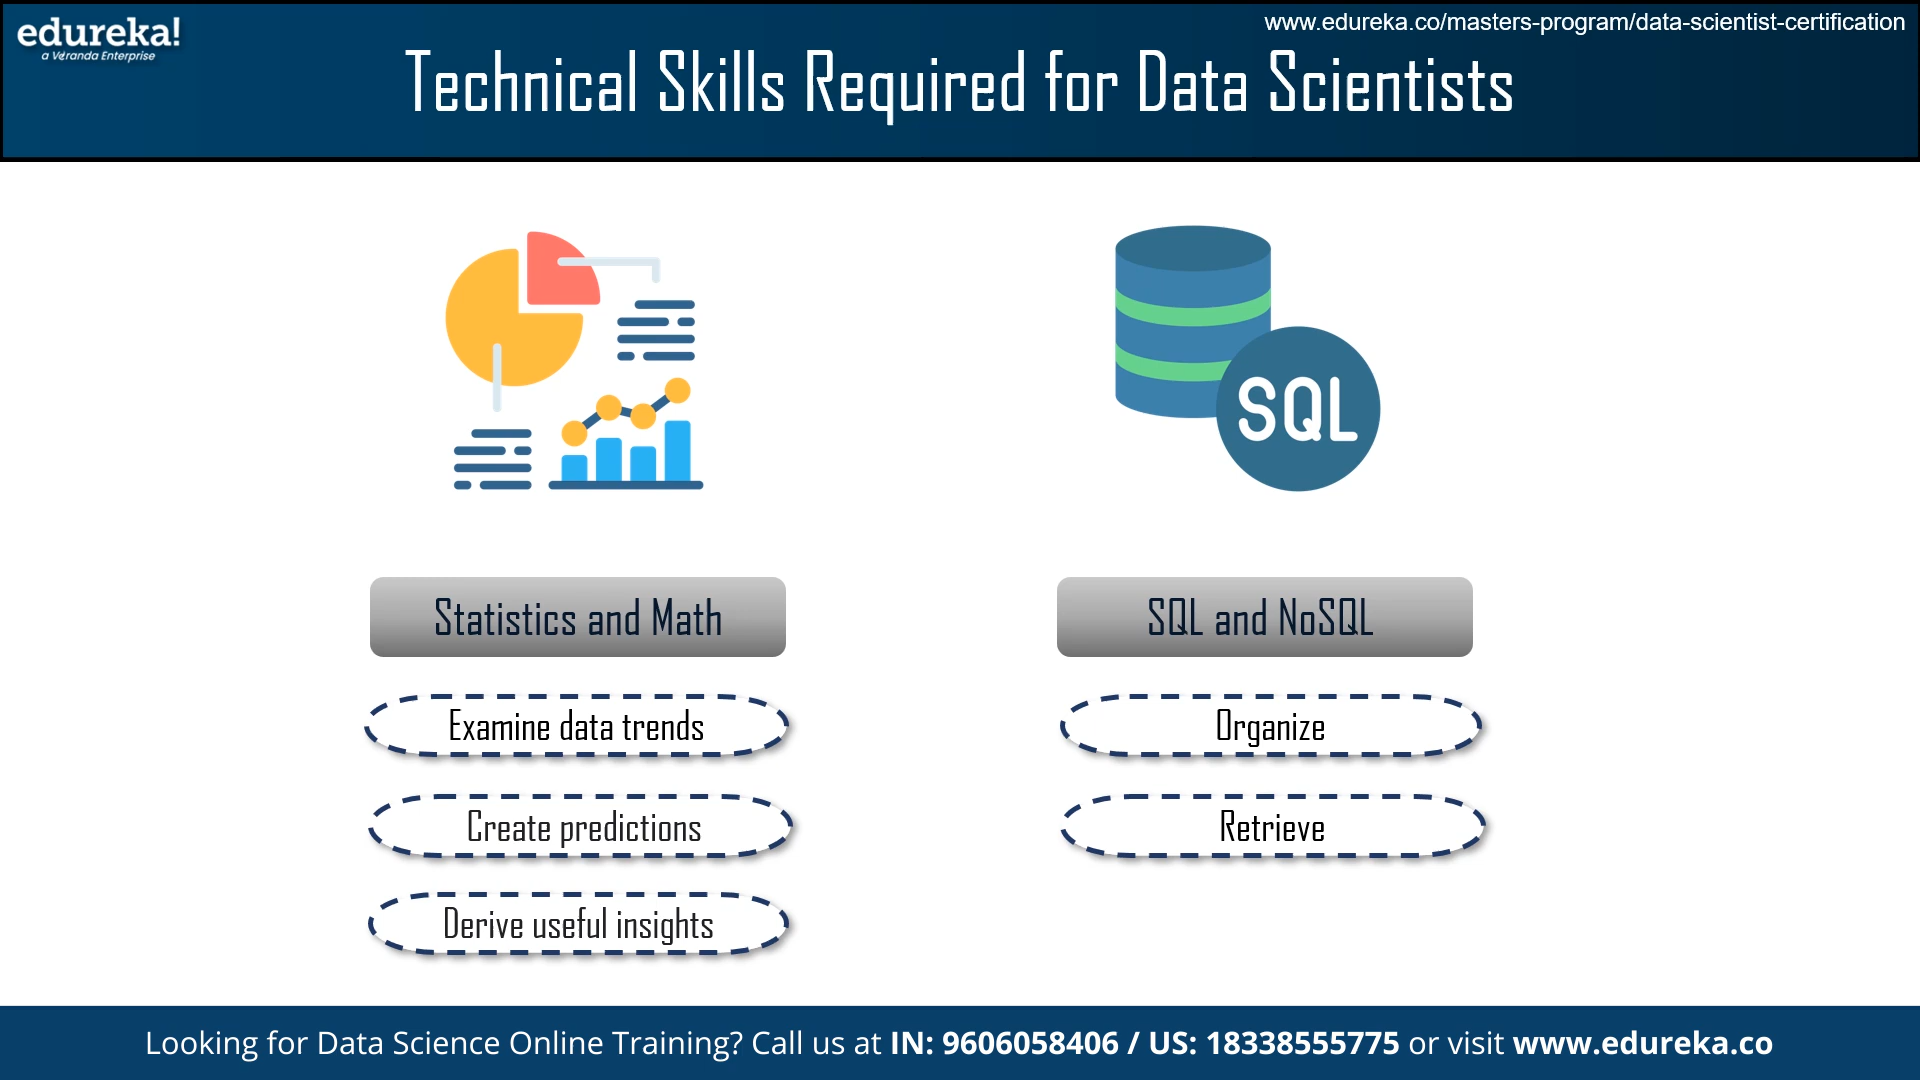 edureka!
a Veranda Enterprise
www.edureka.co/masters-program/data-scientist-certification
Technical Skills Required for Data Scientists
SQL
Statistics and Math
Examine data trends
Create predictions
Derive useful insights
SQL and NoSQL
Organize
Retrieve
Looking for Data Science Online Training? Call us at IN: 9606058406 / US: 18338555775 or visit www.edureka.co